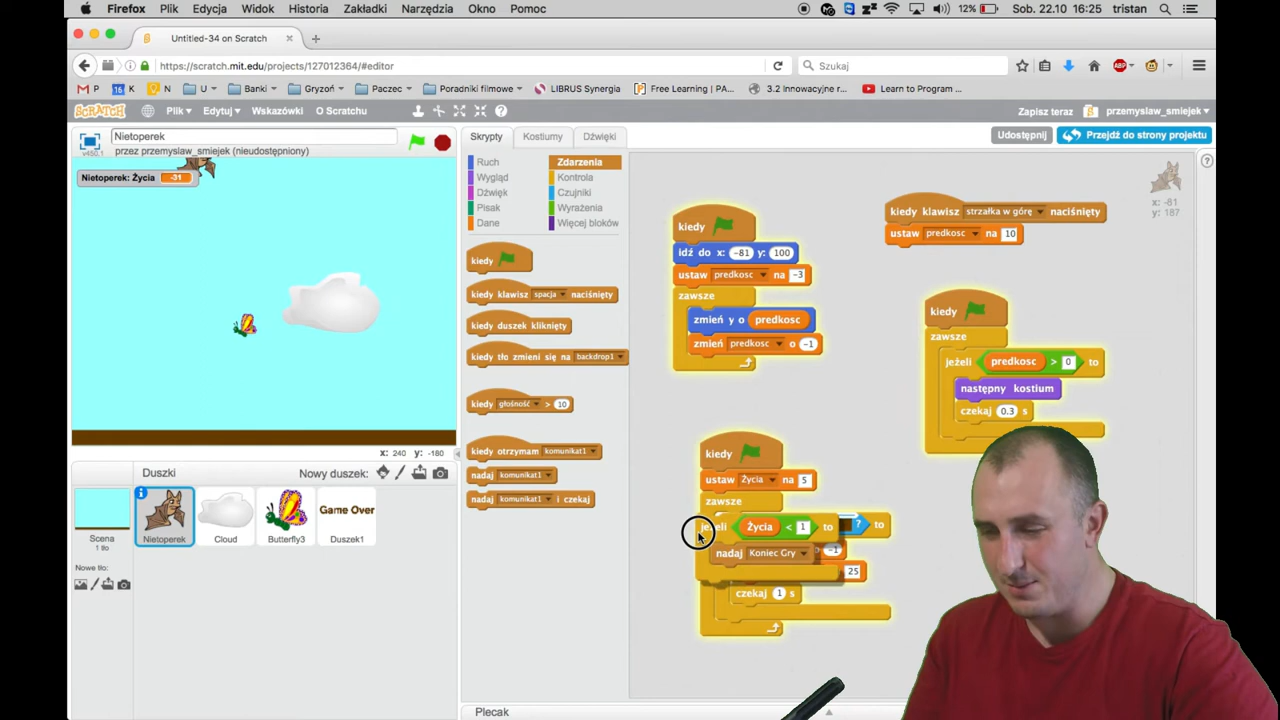 Firefox Plik Edycja Widok Historia Zakładki Narzędzia Okno Pomoc 12% Sob. 22.10 16:25 tristan
Untitled-34 on Scratch
https://scratch.mit.edu/projects/127012364/#editor
Szukaj
M P 16 K N U Banki Gryzoń Paczec Poradniki filmowe LIBRUS Synergia Free Learning | PA... 3.2 Innowacyjne r... Learn to Program ...
SCRATCH Plik Edytuj Wskazówki O Scratchu Zapisz teraz przemyslaw_smiejek
Nietoperek
przez przemyslaw_smiejek (nieudostępniony)
v450.1
Skrypty Kostiumy Dźwięki
Udostępnij Przejdź do strony projektu
Nietoperek: Życia -31
Ruch Zdarzenia
Wygląd Kontrola
Dźwięk Czujniki
Pisak Wyrażenia
Dane Więcej bloków
kiedy
kiedy klawisz spacja naciśnięty
kiedy duszek kliknięty
kiedy tło zmieni się na backdrop1
kiedy głośność > 10
kiedy otrzymam komunikat1
nadaj komunikat1
nadaj komunikat1 i czekaj
kiedy
idź do x: -81 y: 100
ustaw predkosc na -3
zawsze
zmień y o predkosc
zmień predkosc o -1
kiedy klawisz strzałka w górę naciśnięty
ustaw predkosc na 10
x: -81
y: 187
kiedy
zawsze
jeżeli predkosc > 0 to
następny kostium
czekaj 0.3 s
kiedy
ustaw Życia na 5
zawsze
jeżeli Życia < 1 to ? to
nadaj Koniec Gry -1
25
czekaj 1 s
x: 240 y: -180
Duszki Nowy duszek:
Scena
1 tło
Nowe tło:
Nietoperek Cloud Butterfly3 Duszek1
Game Over
Plecak